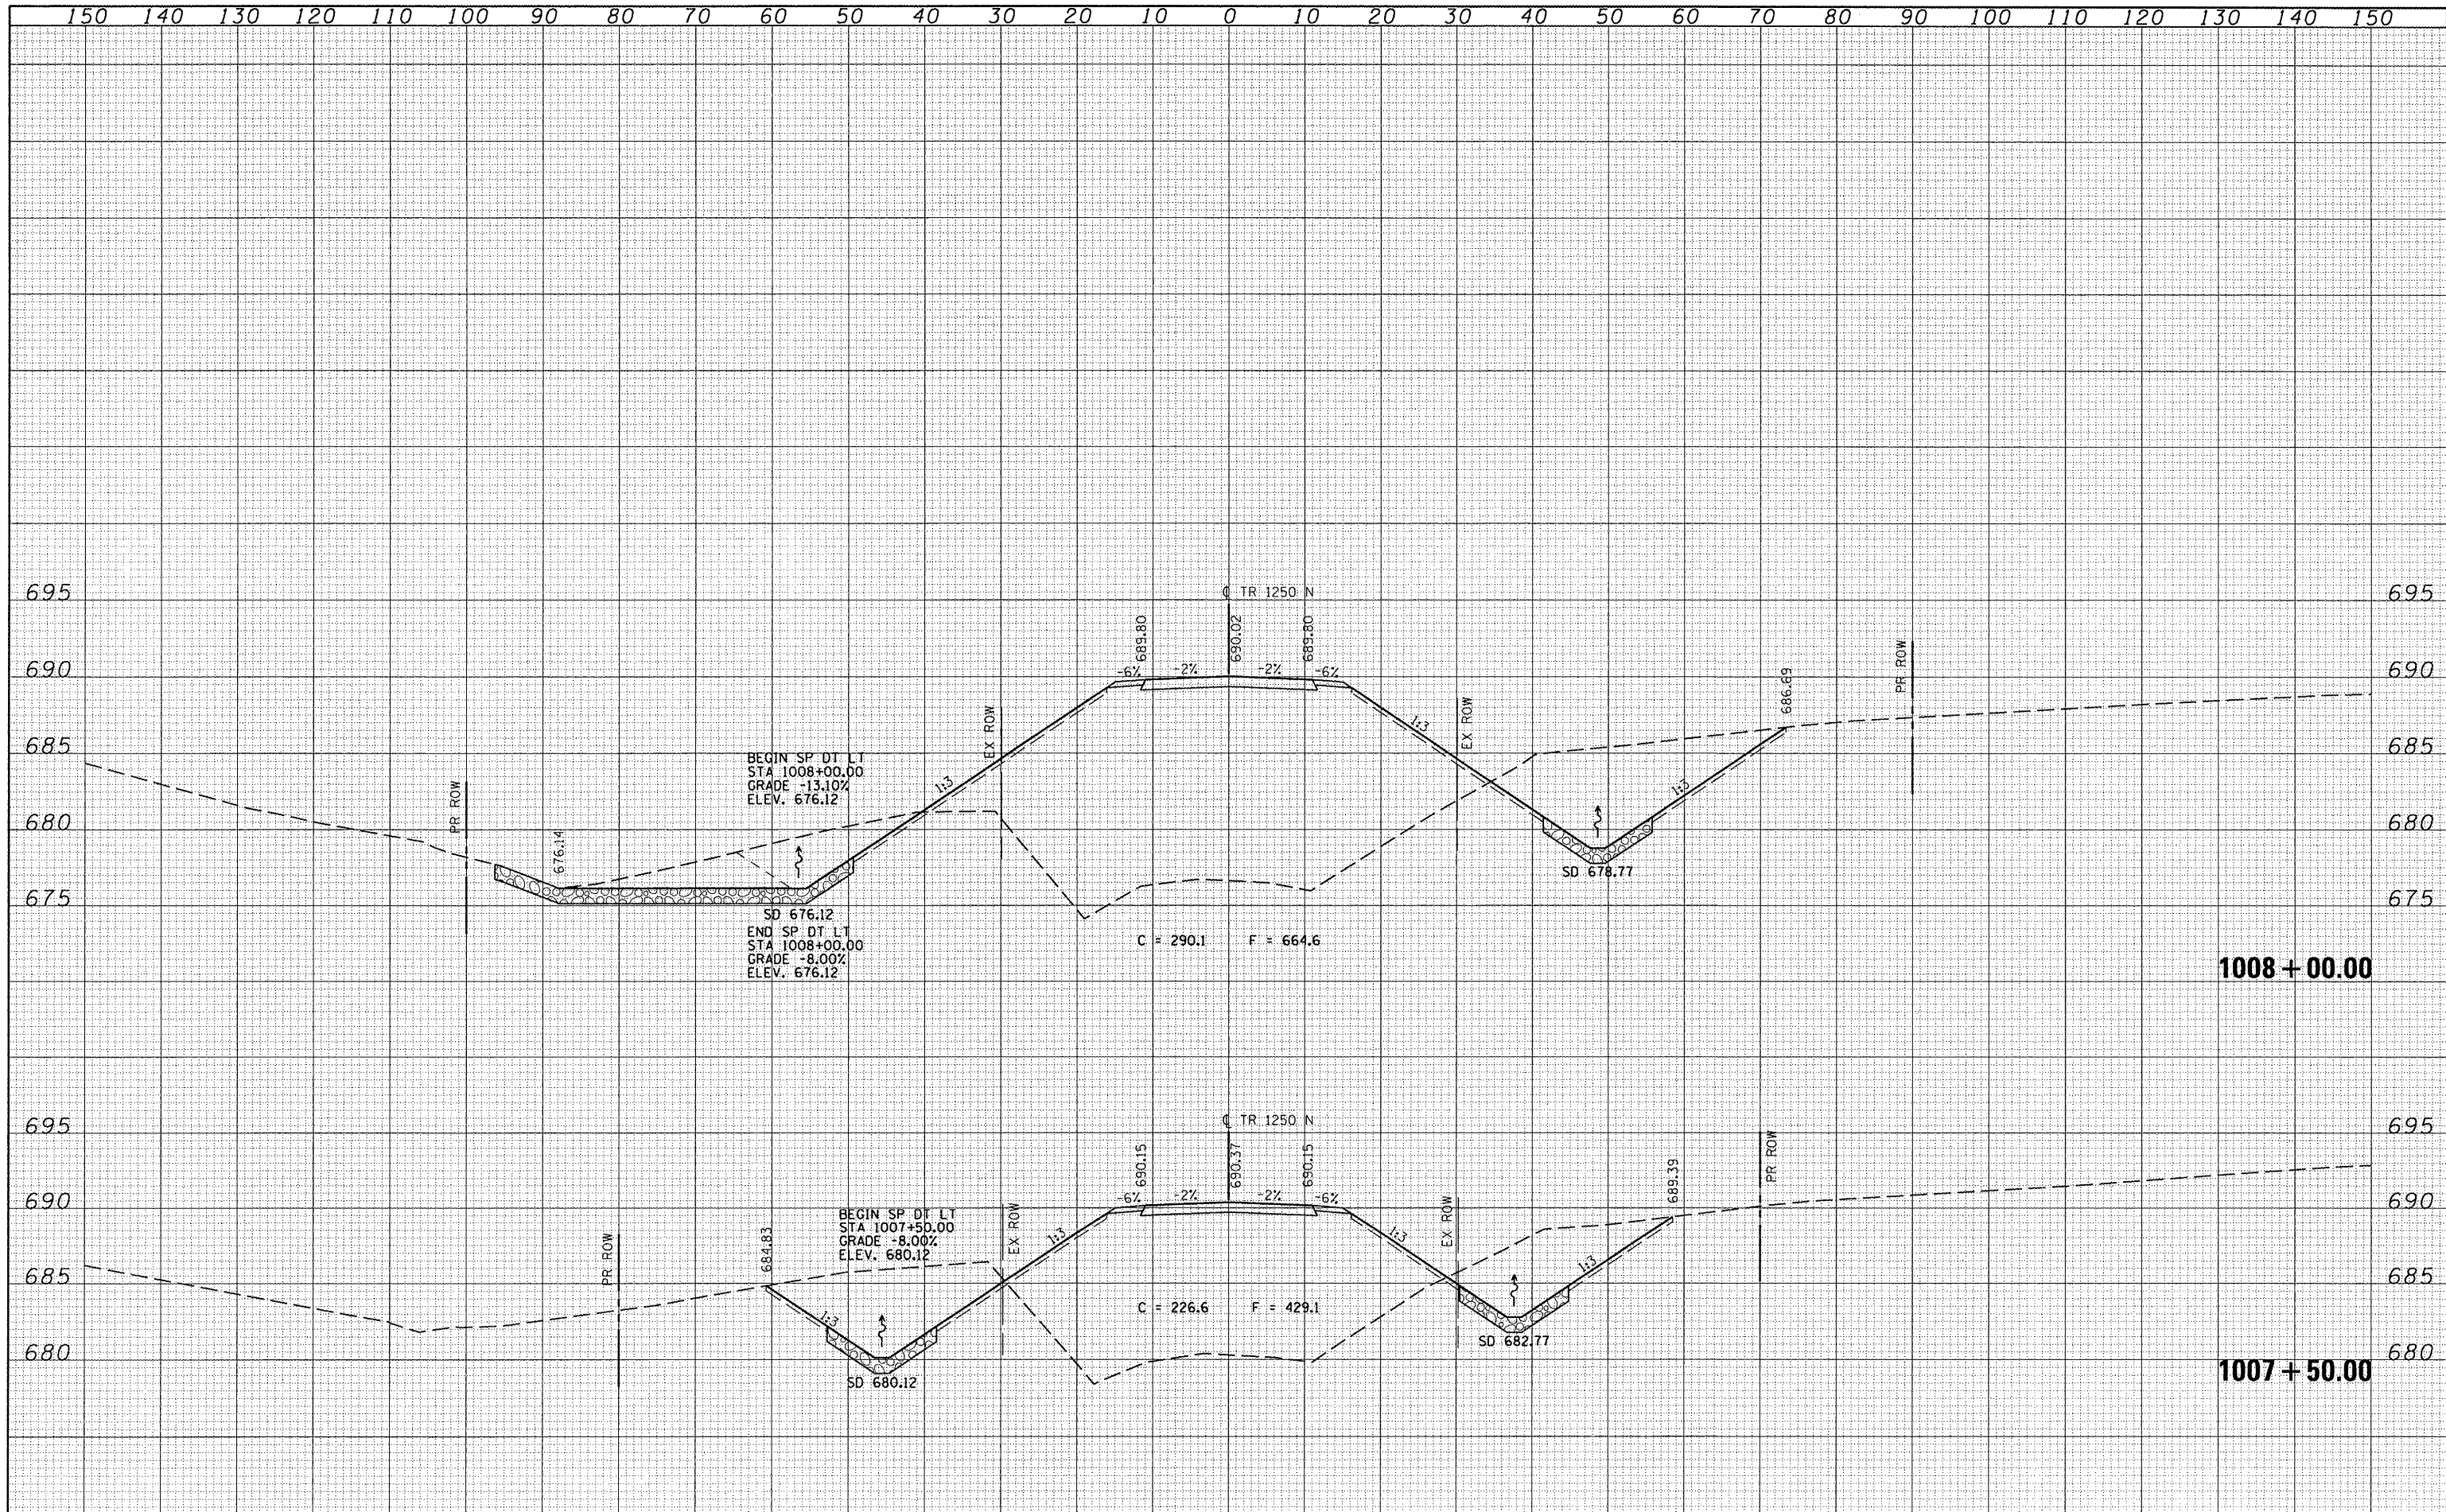 150 140 130 120 110 100 90 80 70 60 50 40 30 20 10 0 10 20 30 40 50 60 70 80 90 100 110 120 130 140 150
695 695
℄ TR 1250 N
689.80 690.02 689.80
690 690
-6% -2% -2% -6%
PR ROW
686.69
EX ROW
EX ROW
1:3
685 685
BEGIN SP DT LT
STA 1008+00.00
GRADE -13.10%
ELEV. 676.12
1:3
1:3
PR ROW
680 680
676.14
SD 678.77
675 675
SD 676.12
END SP DT LT
STA 1008+00.00
GRADE -8.00%
ELEV. 676.12
C = 290.1 F = 664.6
1008 + 00.00
695 695
℄ TR 1250 N
690.15 690.37 690.15
PR ROW
689.39
690 690
-6% -2% -2% -6%
BEGIN SP DT LT
STA 1007+50.00
GRADE -8.00%
ELEV. 680.12
EX ROW
EX ROW
1:3
1:3
684.83
PR ROW
685 685
1:3
1:3
C = 226.6 F = 429.1
SD 682.77
680 680
SD 680.12
1007 + 50.00